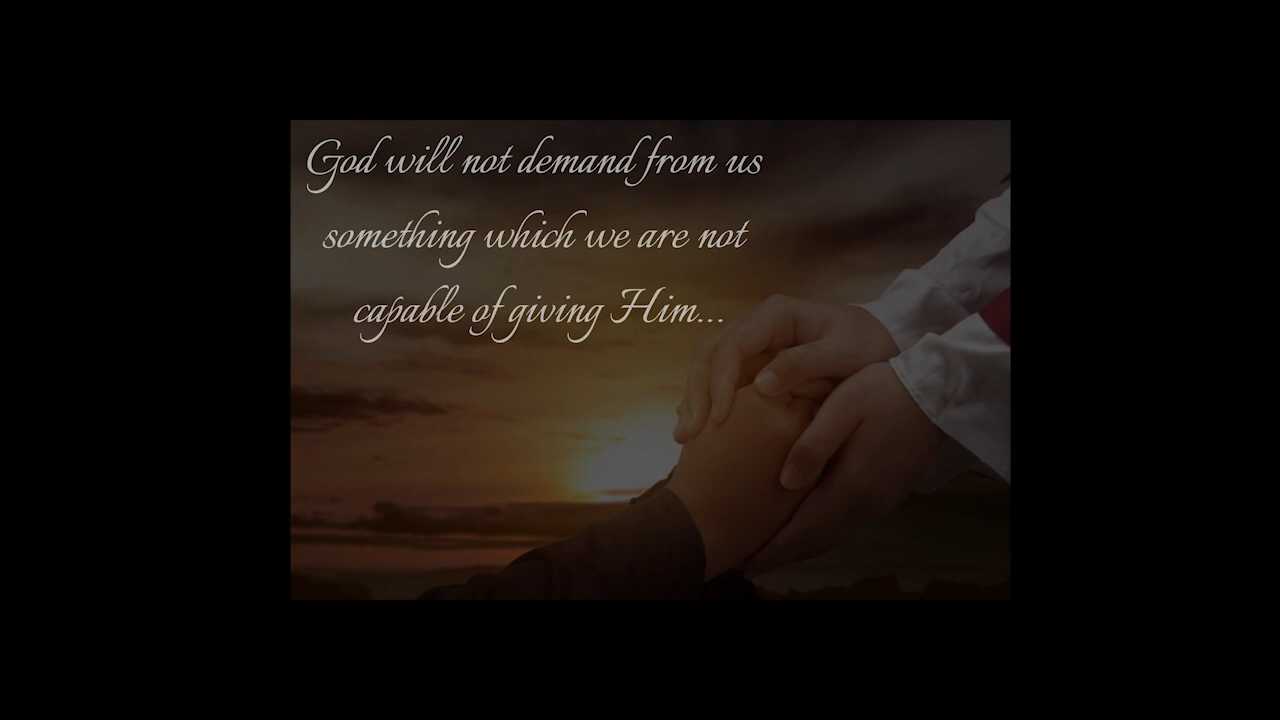 God will not demand from us
something which we are not
capable of giving Him...